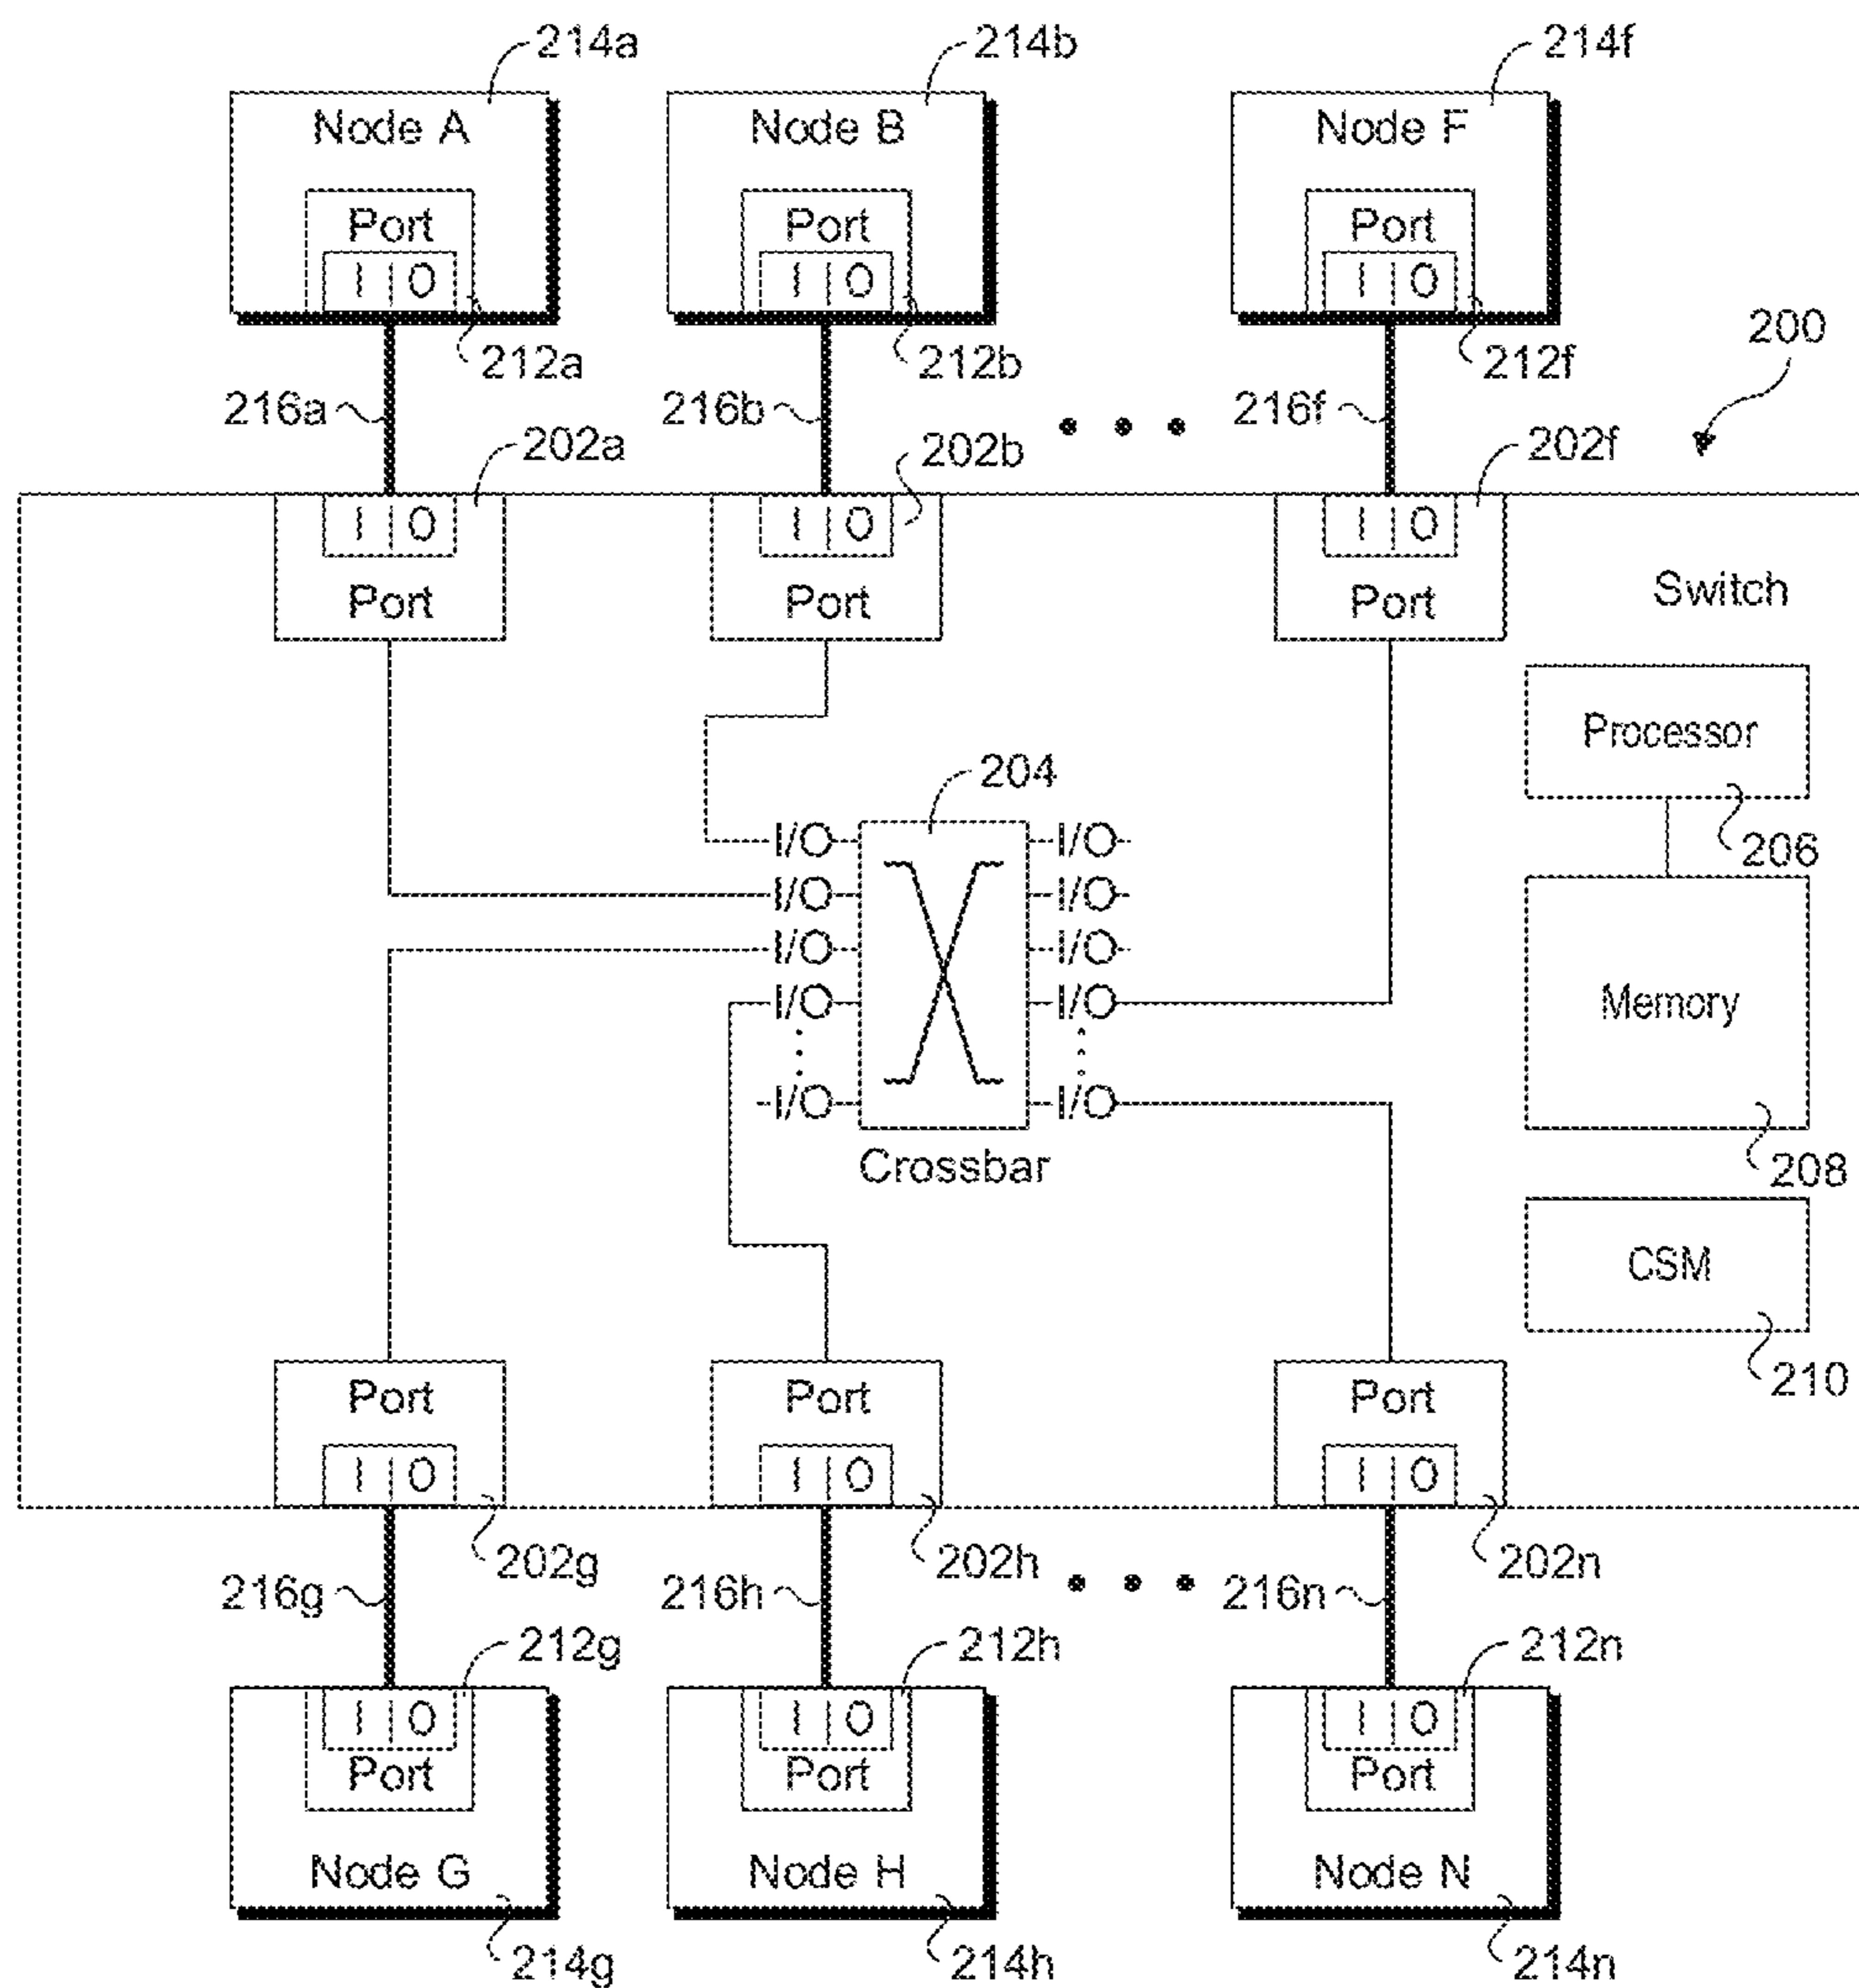 214a 214b 214f
Node A Node B Node F
Port Port Port
I O I O I O
212a 212b 212f 200
216a 216b 216f
202a 202b 202f
I O I O I O
Port Port Port Switch
Processor
204
I/O I/O 206
I/O I/O
I/O I/O
I/O I/O Memory
I/O I/O
Crossbar 208
CSM
Port Port Port 210
I O I O I O
202g 202h 202n
216g 216h 216n
212g 212h 212n
I O I O I O
Port Port Port
Node G Node H Node N
214g 214h 214n